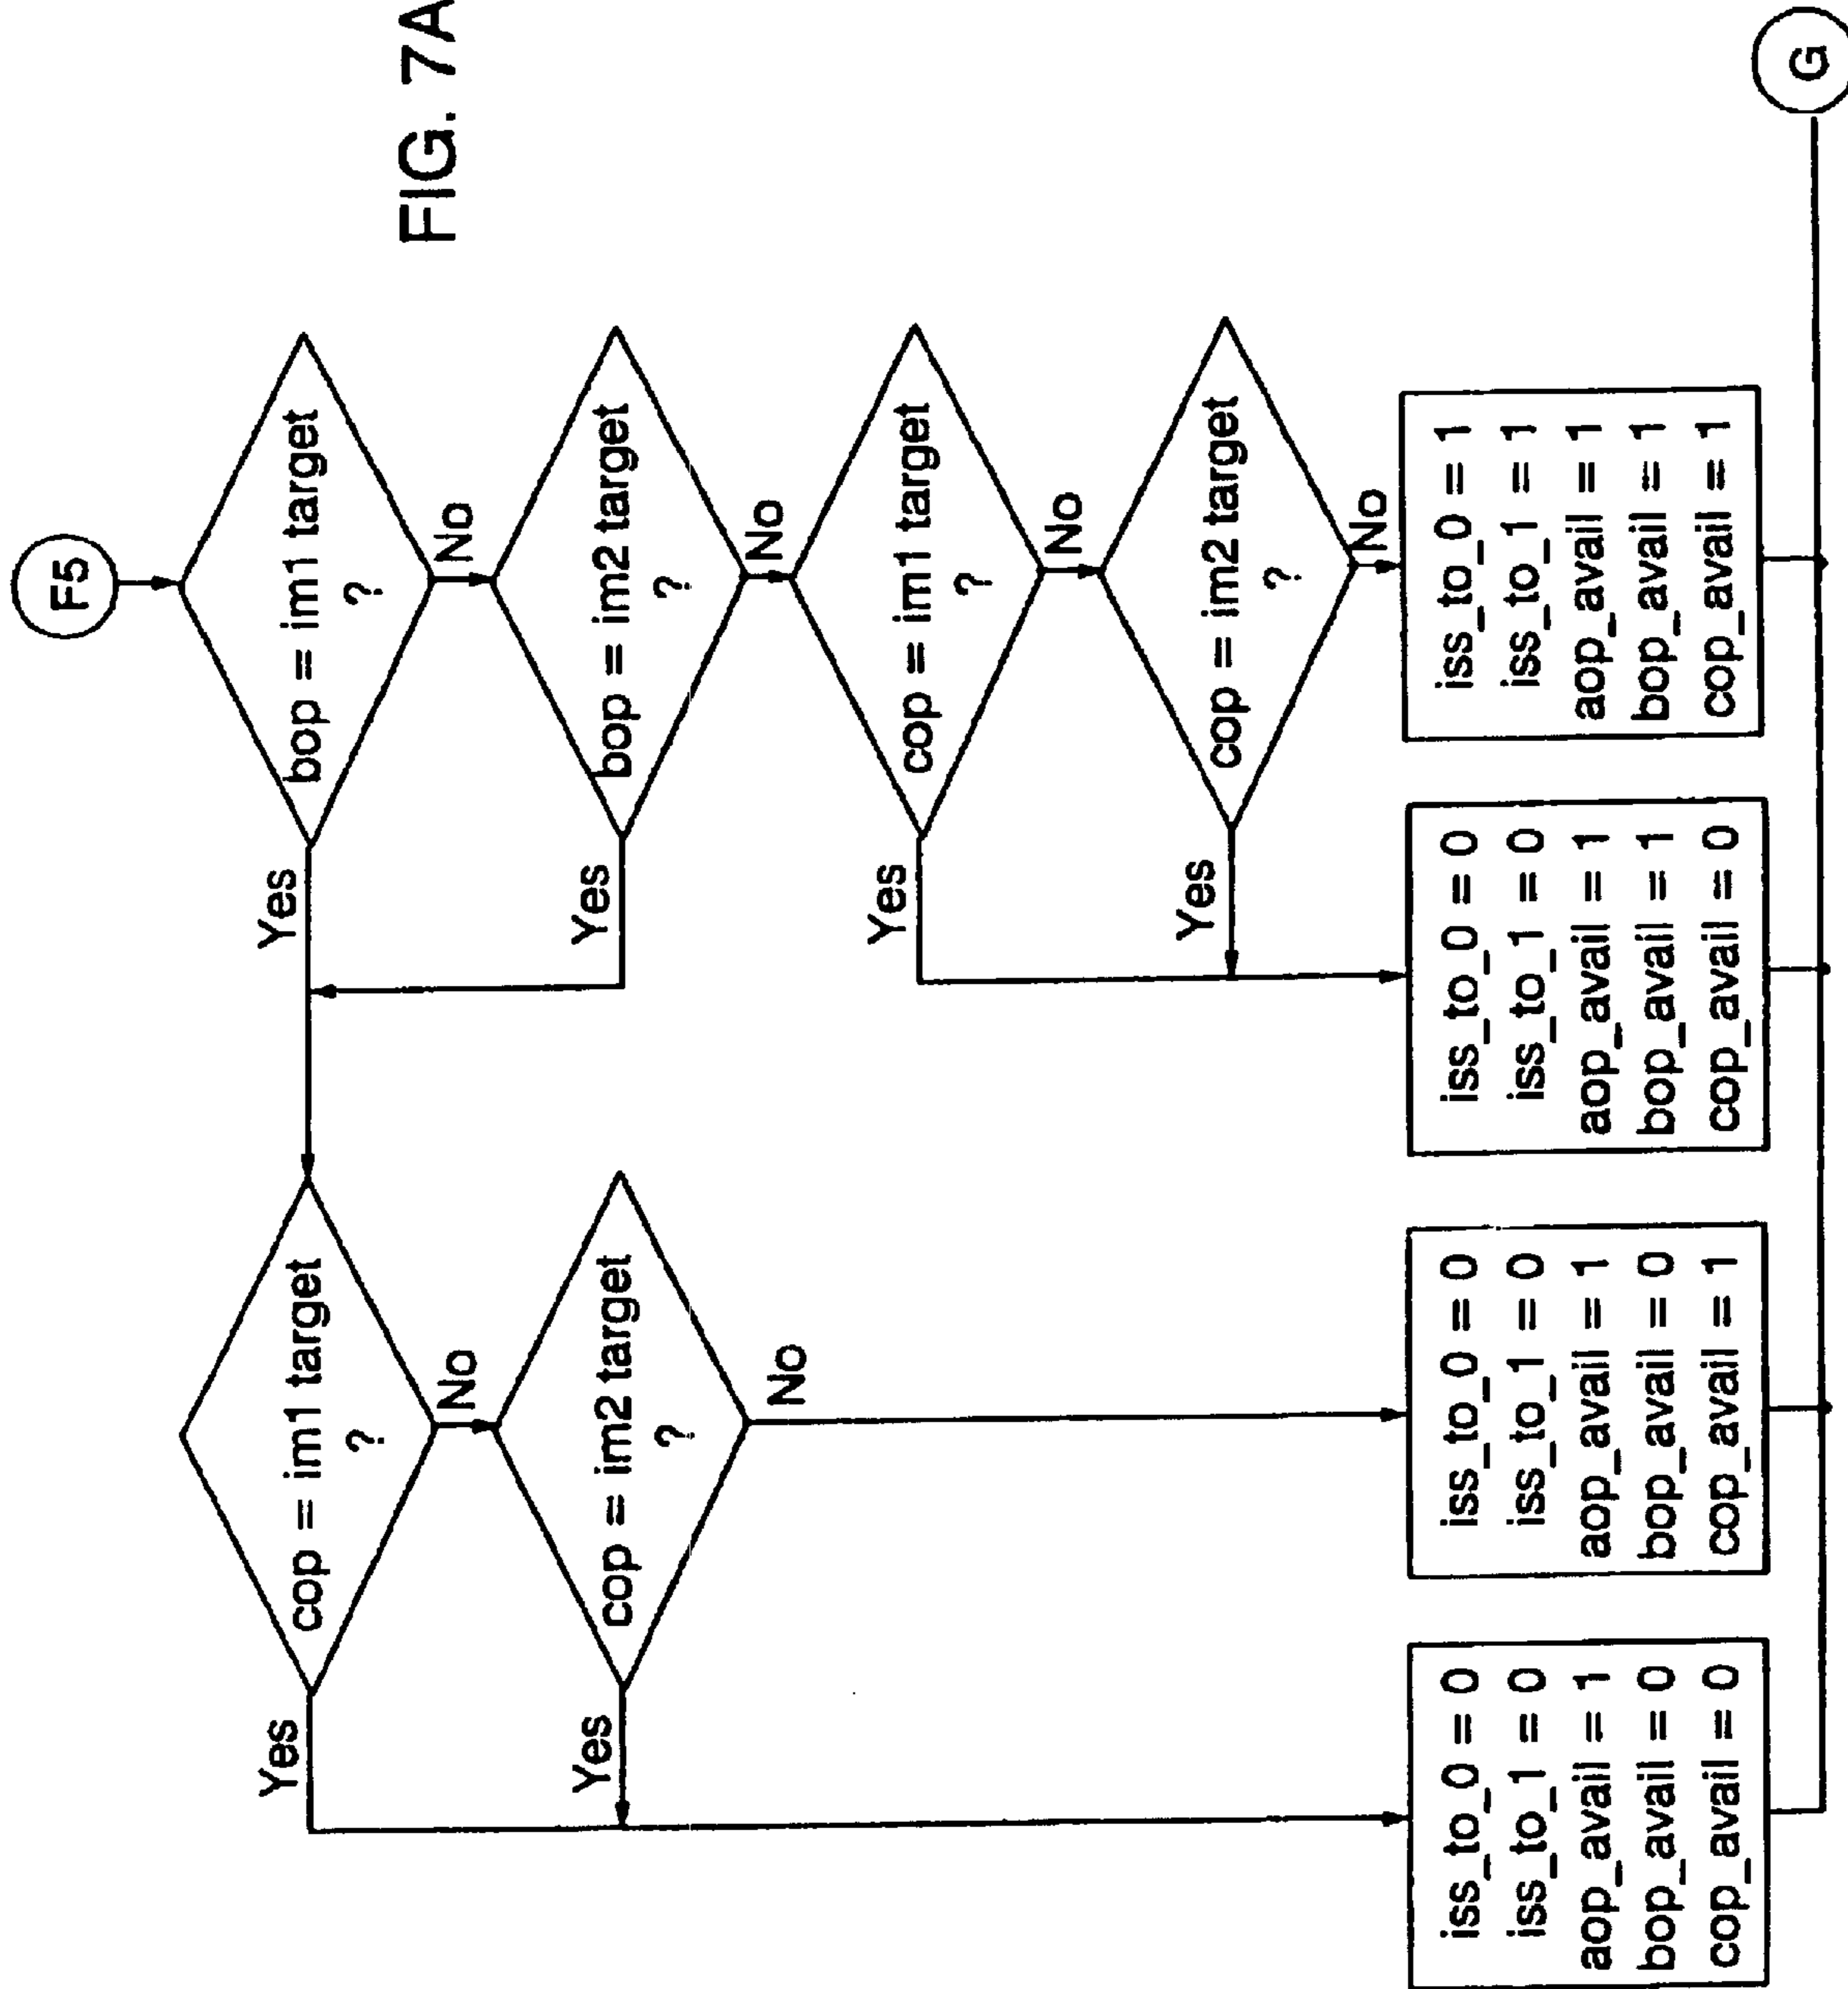 FIG. 7A
F5
bop = im1 target
?
Yes
No
bop = im2 target
?
Yes
No
cop = im1 target
?
Yes
No
cop = im2 target
?
Yes
No
cop = im1 target
?
Yes
No
cop = im2 target
?
Yes
No
iss_to_0 = 0
iss_to_1 = 0
aop_avail = 1
bop_avail = 0
cop_avail = 0
iss_to_0 = 0
iss_to_1 = 0
aop_avail = 1
bop_avail = 0
cop_avail = 1
iss_to_0 = 0
iss_to_1 = 0
aop_avail = 1
bop_avail = 1
cop_avail = 0
iss_to_0 = 1
iss_to_1 = 1
aop_avail = 1
bop_avail = 1
cop_avail = 1
G